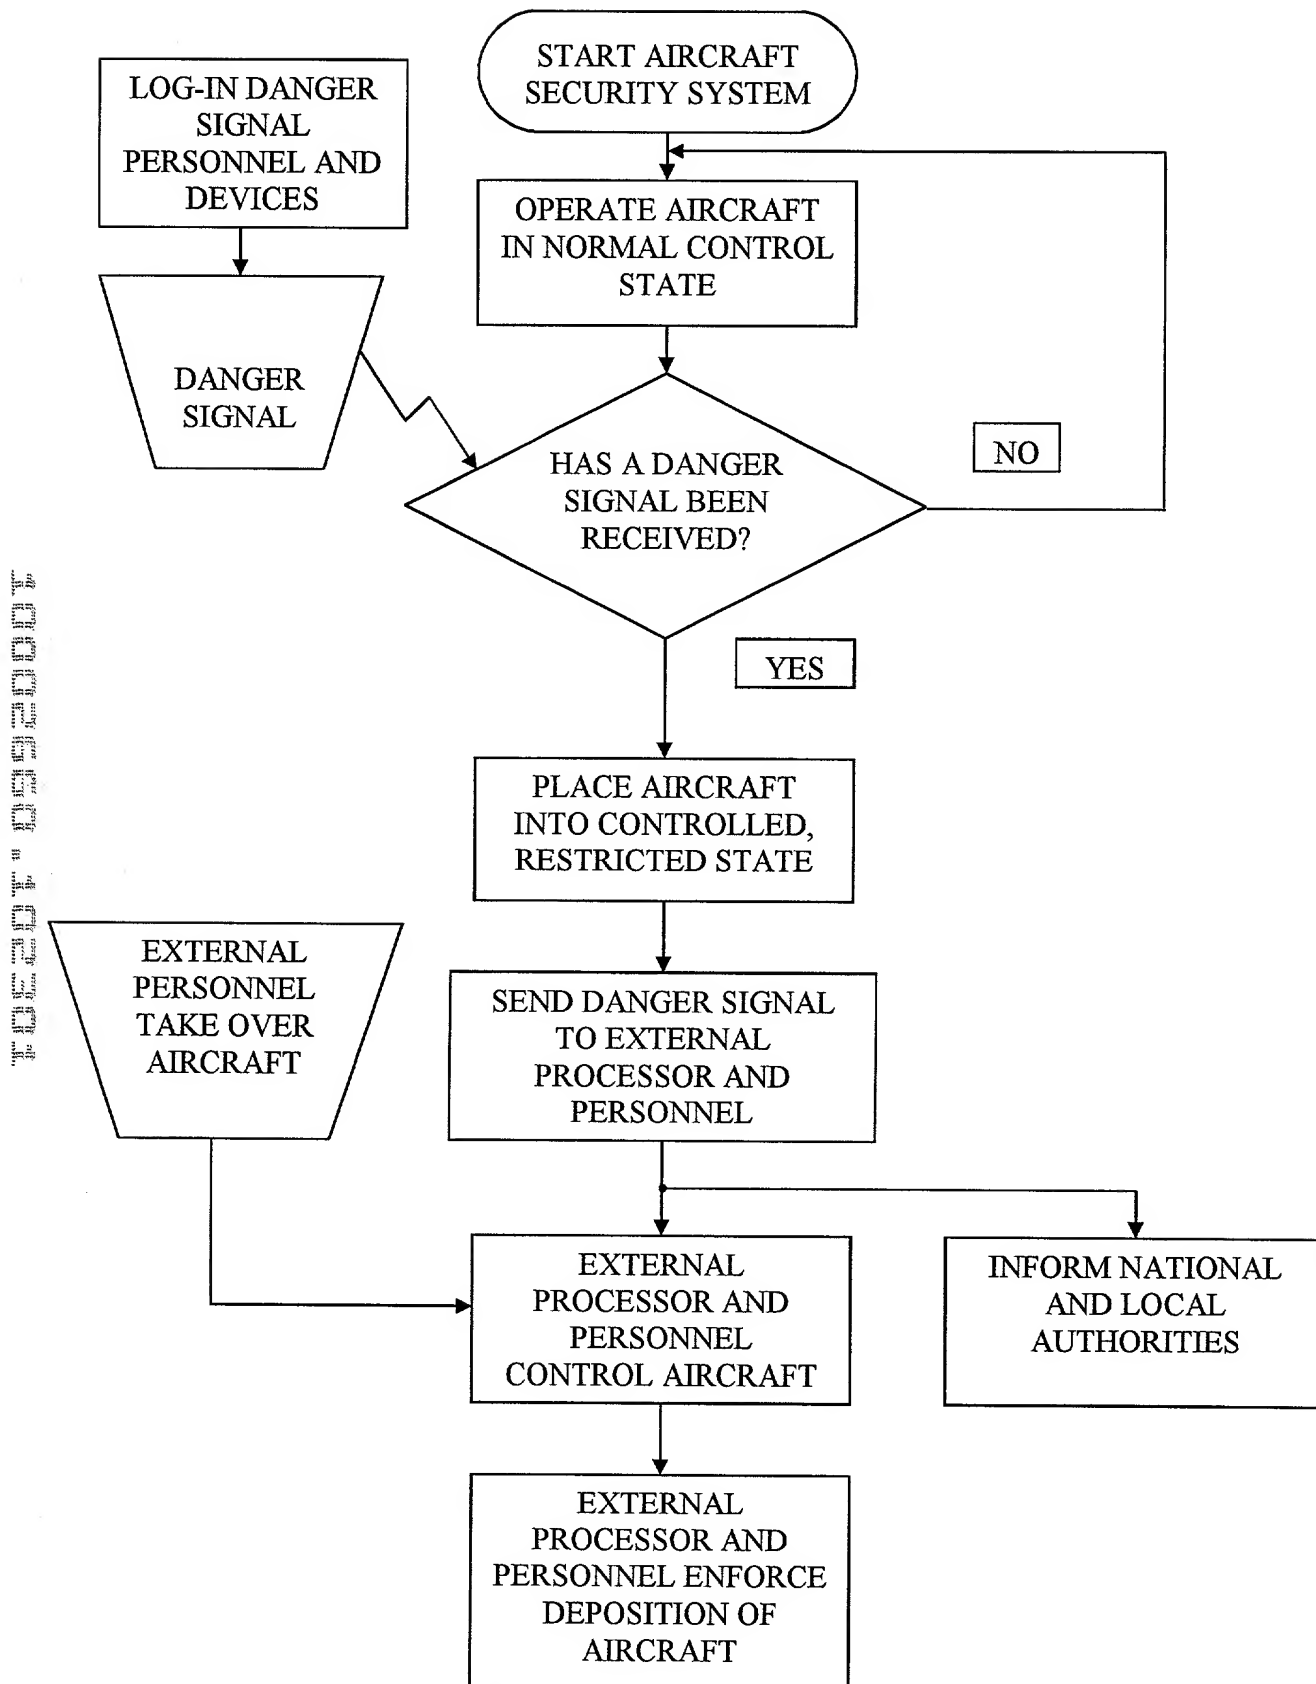 START AIRCRAFT
SECURITY SYSTEM
LOG-IN DANGER
SIGNAL
PERSONNEL AND
DEVICES
OPERATE AIRCRAFT
IN NORMAL CONTROL
STATE
DANGER
SIGNAL
HAS A DANGER
SIGNAL BEEN
RECEIVED?
NO
YES
PLACE AIRCRAFT
INTO CONTROLLED,
RESTRICTED STATE
EXTERNAL
PERSONNEL
TAKE OVER
AIRCRAFT
SEND DANGER SIGNAL
TO EXTERNAL
PROCESSOR AND
PERSONNEL
EXTERNAL
PROCESSOR AND
PERSONNEL
CONTROL AIRCRAFT
INFORM NATIONAL
AND LOCAL
AUTHORITIES
EXTERNAL
PROCESSOR AND
PERSONNEL ENFORCE
DEPOSITION OF
AIRCRAFT